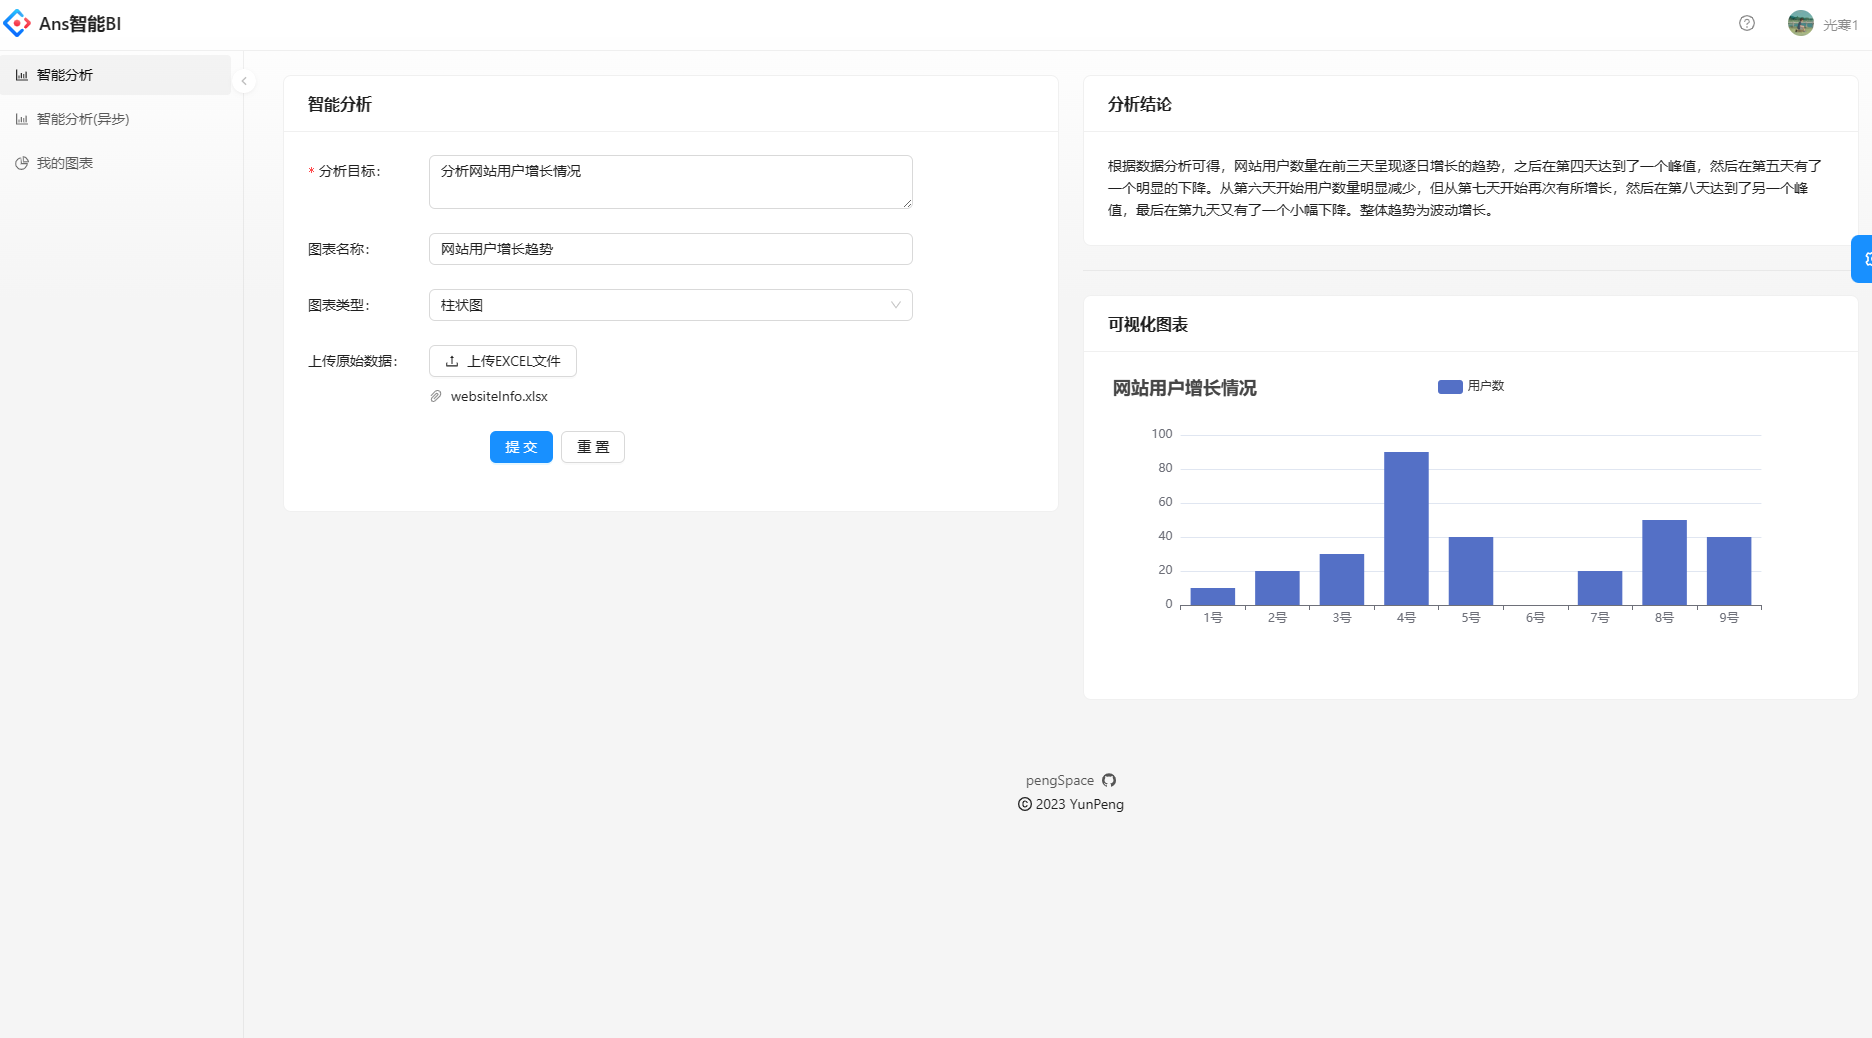 Ans智能BI
光寒1
智能分析
智能分析(异步)
我的图表
智能分析
* 分析目标:
分析网站用户增长情况
图表名称:
网站用户增长趋势
图表类型:
柱状图
上传原始数据:
上传EXCEL文件
websiteInfo.xlsx
提 交
重 置
分析结论
根据数据分析可得，网站用户数量在前三天呈现逐日增长的趋势，之后在第四天达到了一个峰值，然后在第五天有了
一个明显的下降。从第六天开始用户数量明显减少，但从第七天开始再次有所增长，然后在第八天达到了另一个峰
值，最后在第九天又有了一个小幅下降。整体趋势为波动增长。
可视化图表
网站用户增长情况
用户数
100
80
60
40
20
0
1号 2号 3号 4号 5号 6号 7号 8号 9号
pengSpace
© 2023 YunPeng